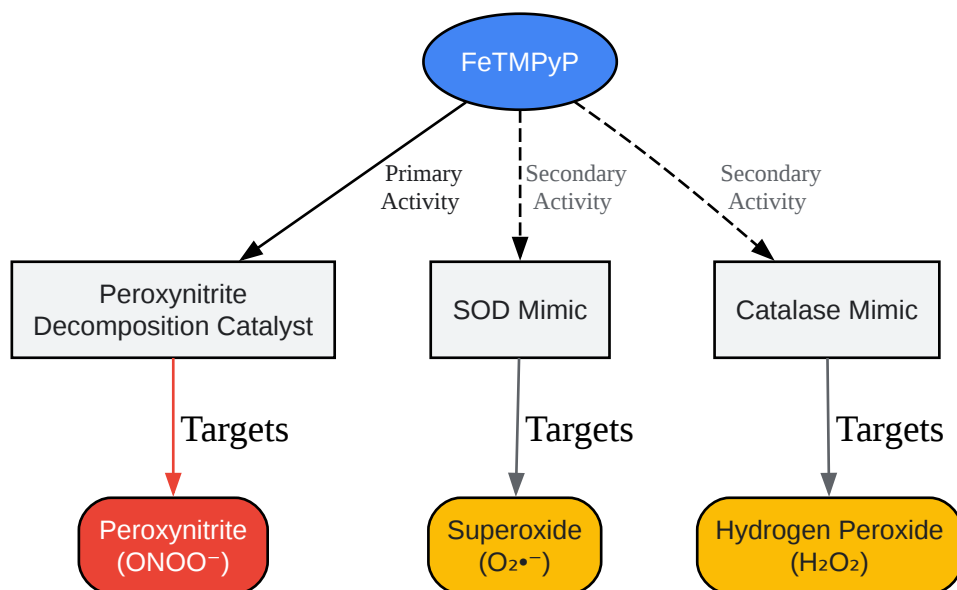 FeTMPyP
Primary
Activity
Secondary
Activity
Secondary
Activity
Peroxynitrite
Decomposition Catalyst
SOD Mimic
Catalase Mimic
Targets
Targets
Targets
Peroxynitrite
(ONOO⁻)
Superoxide
(O₂•⁻)
Hydrogen Peroxide
(H₂O₂)